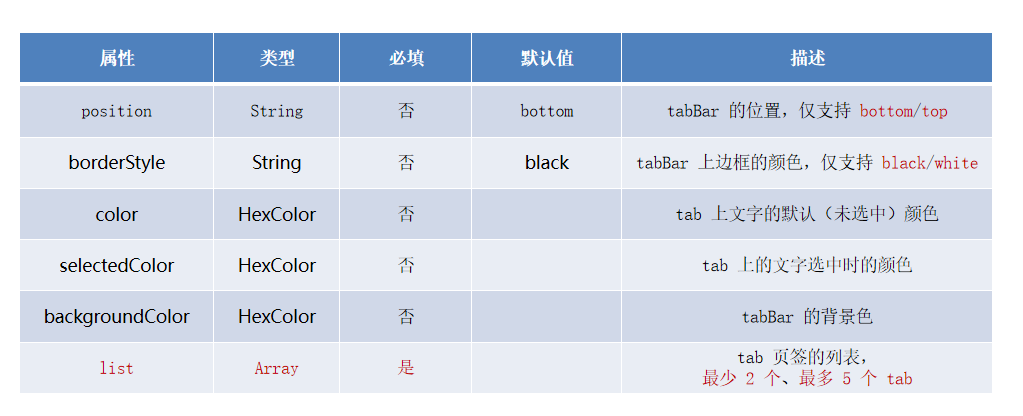 属性 类型 必填 默认值 描述
position String 否 bottom tabBar 的位置，仅支持 bottom/top
borderStyle String 否 black tabBar 上边框的颜色，仅支持 black/white
color HexColor 否 tab 上文字的默认（未选中）颜色
selectedColor HexColor 否 tab 上的文字选中时的颜色
backgroundColor HexColor 否 tabBar 的背景色
list Array 是 tab 页签的列表，
最少 2 个、最多 5 个 tab